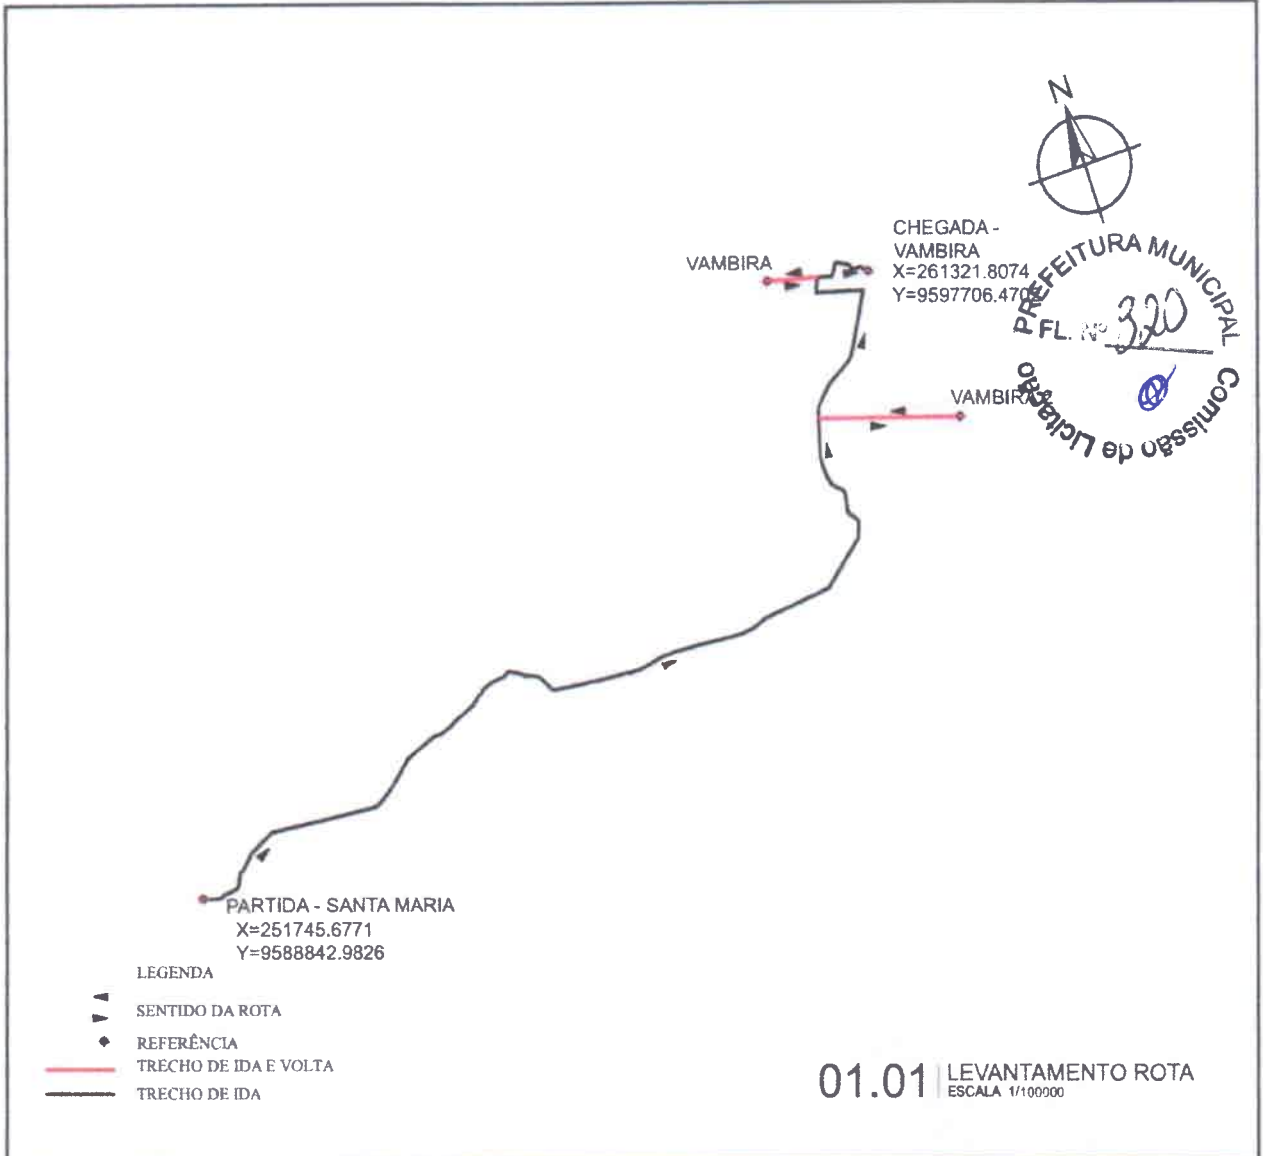 N
CHEGADA -
VAMBIRA
X=261321.8074
Y=9597706.470
VAMBIRA
PREFEITURA MUNICIPAL
FL. Nº 320
Comissão de Licitação
VAMBIRA
PARTIDA - SANTA MARIA
X=251745.6771
Y=9588842.9826
LEGENDA
SENTIDO DA ROTA
REFERÊNCIA
TRECHO DE IDA E VOLTA
TRECHO DE IDA
01.01
LEVANTAMENTO ROTA
ESCALA 1/100000